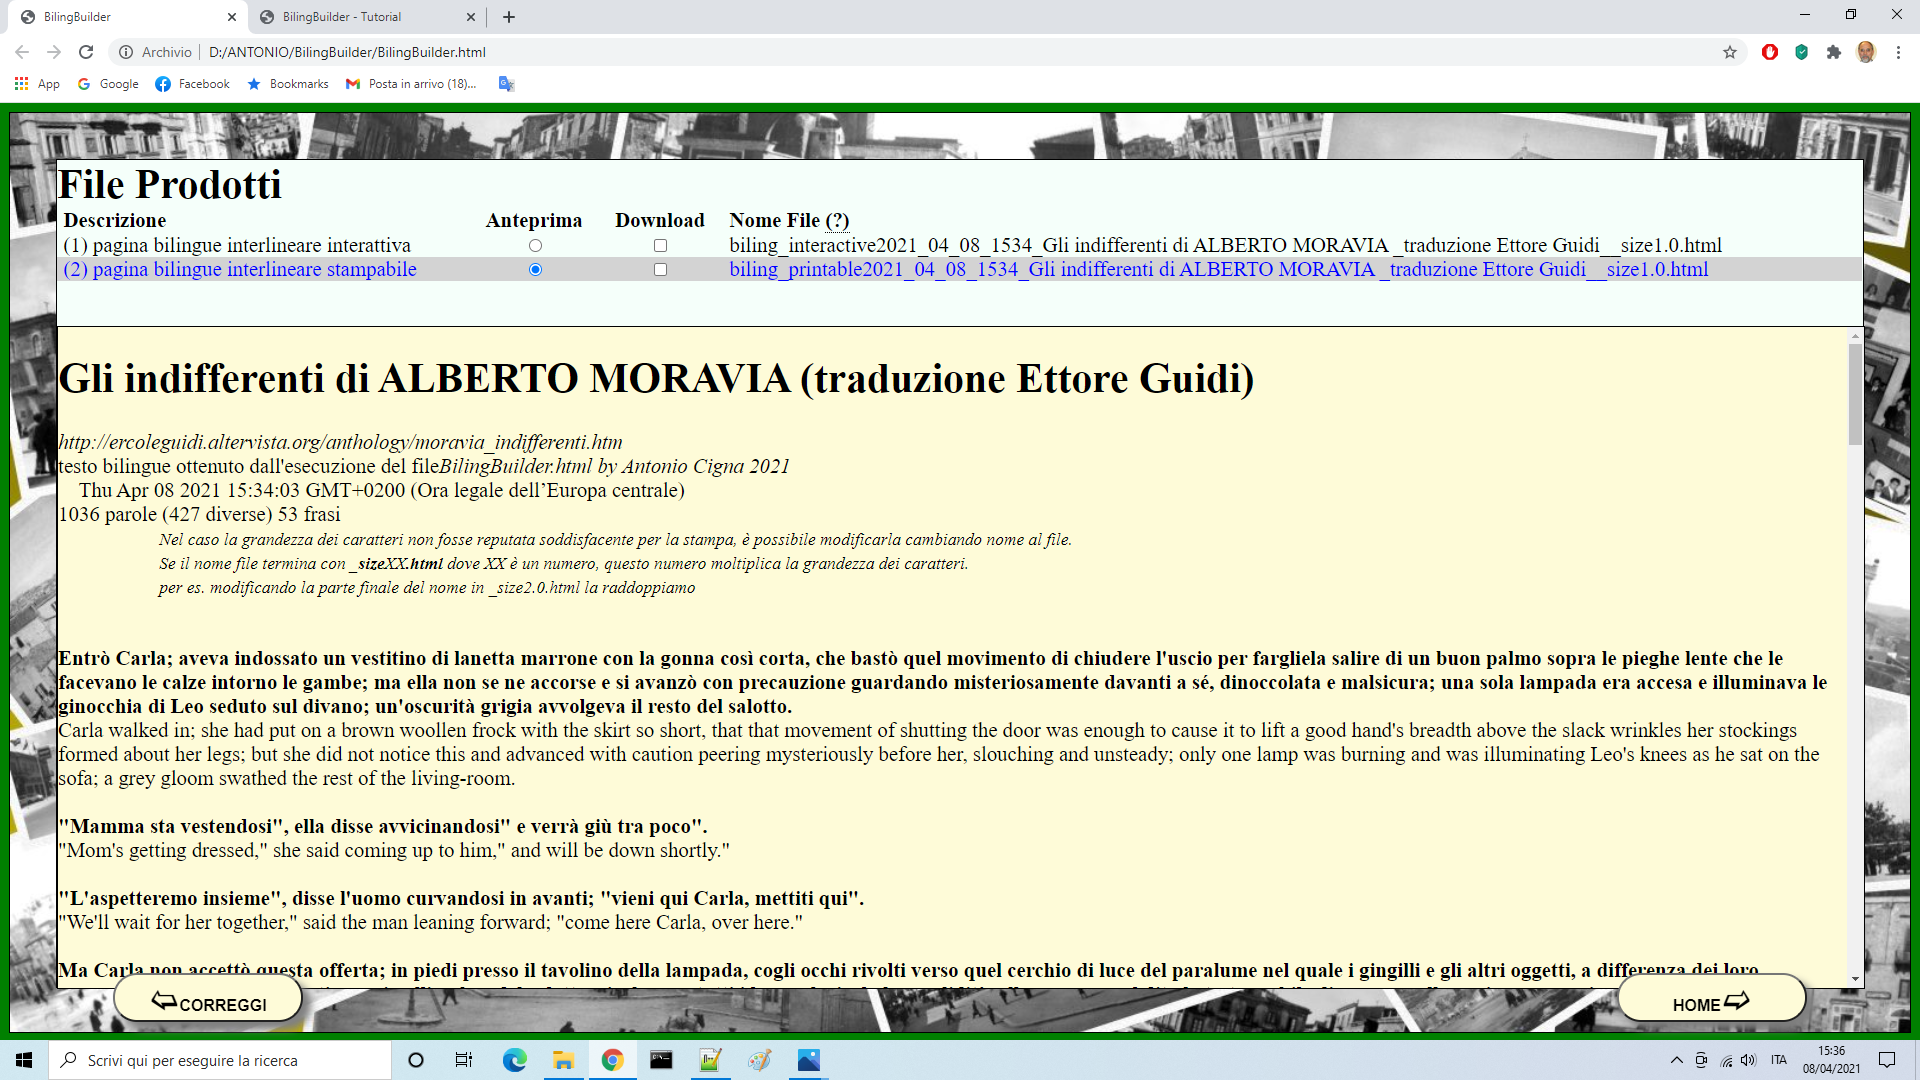 BilingBuilder
BilingBuilder - Tutorial
Archivio D:/ANTONIO/BilingBuilder/BilingBuilder.html
App Google Facebook Bookmarks Posta in arrivo (18)...
File Prodotti
Descrizione Anteprima Download Nome File (?)
(1) pagina bilingue interlineare interattiva biling_interactive2021_04_08_1534_Gli indifferenti di ALBERTO MORAVIA _traduzione Ettore Guidi__size1.0.html
(2) pagina bilingue interlineare stampabile biling_printable2021_04_08_1534_Gli indifferenti di ALBERTO MORAVIA _traduzione Ettore Guidi__size1.0.html
Gli indifferenti di ALBERTO MORAVIA (traduzione Ettore Guidi)
http://ercoleguidi.altervista.org/anthology/moravia_indifferenti.htm
testo bilingue ottenuto dall'esecuzione del fileBilingBuilder.html by Antonio Cigna 2021
Thu Apr 08 2021 15:34:03 GMT+0200 (Ora legale dell’Europa centrale)
1036 parole (427 diverse) 53 frasi
Nel caso la grandezza dei caratteri non fosse reputata soddisfacente per la stampa, è possibile modificarla cambiando nome al file.
Se il nome file termina con _sizeXX.html dove XX è un numero, questo numero moltiplica la grandezza dei caratteri.
per es. modificando la parte finale del nome in _size2.0.html la raddoppiamo
Entrò Carla; aveva indossato un vestitino di lanetta marrone con la gonna così corta, che bastò quel movimento di chiudere l'uscio per fargliela salire di un buon palmo sopra le pieghe lente che le
facevano le calze intorno le gambe; ma ella non se ne accorse e si avanzò con precauzione guardando misteriosamente davanti a sé, dinoccolata e malsicura; una sola lampada era accesa e illuminava le
ginocchia di Leo seduto sul divano; un'oscurità grigia avvolgeva il resto del salotto.
Carla walked in; she had put on a brown woollen frock with the skirt so short, that that movement of shutting the door was enough to cause it to lift a good hand's breadth above the slack wrinkles her stockings
formed about her legs; but she did not notice this and advanced with caution peering mysteriously before her, slouching and unsteady; only one lamp was burning and was illuminating Leo's knees as he sat on the
sofa; a grey gloom swathed the rest of the living-room.
"Mamma sta vestendosi", ella disse avvicinandosi" e verrà giù tra poco".
"Mom's getting dressed," she said coming up to him," and will be down shortly."
"L'aspetteremo insieme", disse l'uomo curvandosi in avanti; "vieni qui Carla, mettiti qui".
"We'll wait for her together," said the man leaning forward; "come here Carla, over here."
Ma Carla non accettò questa offerta; in piedi presso il tavolino della lampada, cogli occhi rivolti verso quel cerchio di luce del paralume nel quale i gingilli e gli altri oggetti, a differenza dei loro
CORREGGI
HOME
Scrivi qui per eseguire la ricerca
ITA
15:36
08/04/2021